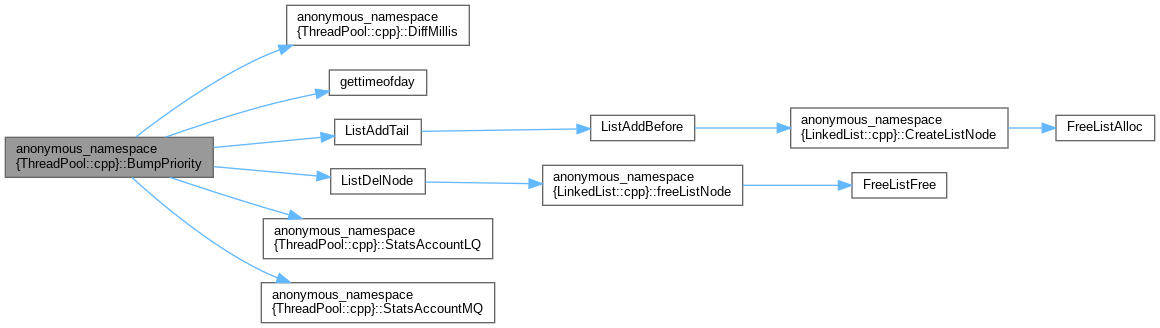 anonymous_namespace
{ThreadPool::cpp}::BumpPriority
anonymous_namespace
{ThreadPool::cpp}::DiffMillis
gettimeofday
ListAddTail
ListAddBefore
anonymous_namespace
{LinkedList::cpp}::CreateListNode
FreeListAlloc
ListDelNode
anonymous_namespace
{LinkedList::cpp}::freeListNode
FreeListFree
anonymous_namespace
{ThreadPool::cpp}::StatsAccountLQ
anonymous_namespace
{ThreadPool::cpp}::StatsAccountMQ